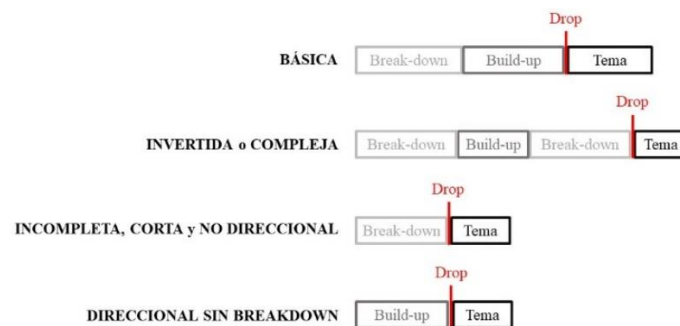 Drop
BÁSICA Break-down Build-up Tema
Drop
INVERTIDA o COMPLEJA Break-down Build-up Break-down Tema
Drop
INCOMPLETA, CORTA y NO DIRECCIONAL Break-down Tema
Drop
DIRECCIONAL SIN BREAKDOWN Build-up Tema